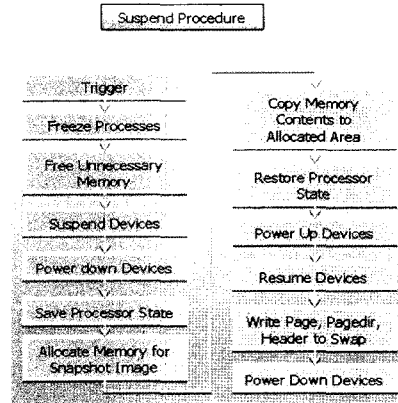 Suspend Procedure
Trigger
Freeze Processes
Free Unnecessary
Memory
Suspend Devices
Power down Devices
Save Processor State
Allocate Memory for
Snapshot Image
Copy Memory
Contents to
Allocated Area
Restore Processor
State
Power Up Devices
Resume Devices
Write Page, Pagedir,
Header to Swap
Power Down Devices